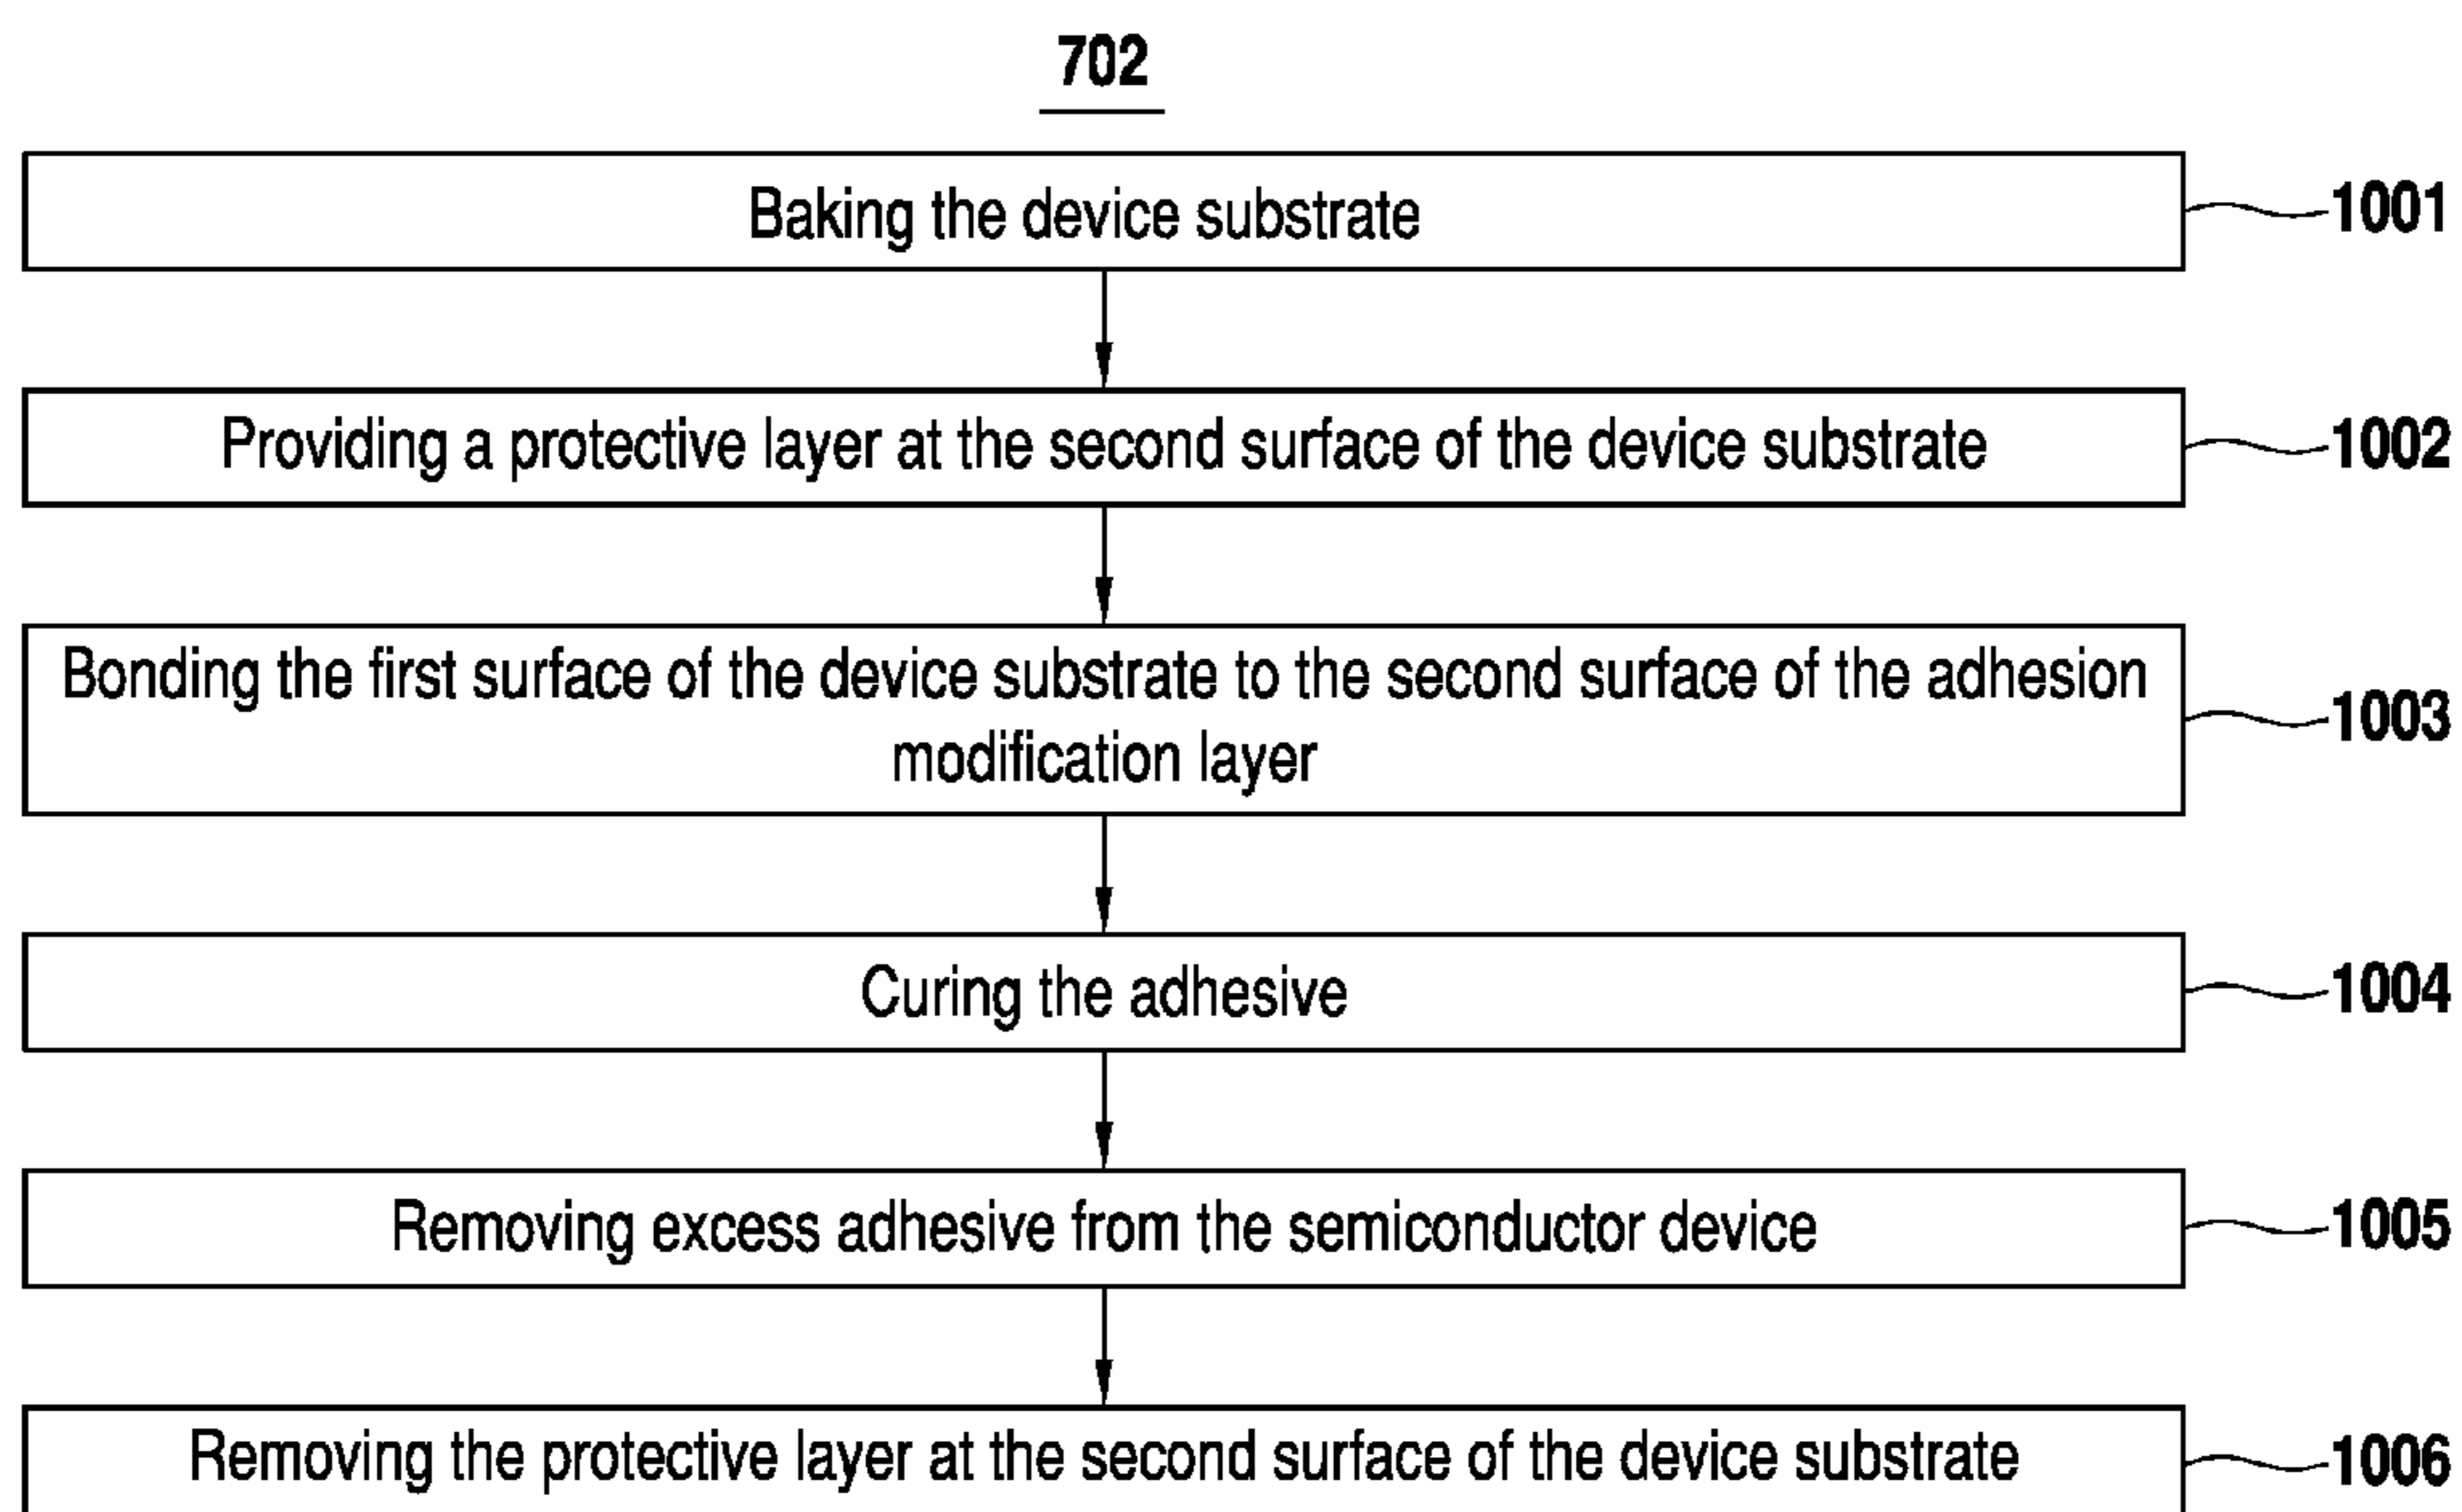 702
Baking the device substrate
1001
Providing a protective layer at the second surface of the device substrate
1002
Bonding the first surface of the device substrate to the second surface of the adhesion
modification layer
1003
Curing the adhesive
1004
Removing excess adhesive from the semiconductor device
1005
Removing the protective layer at the second surface of the device substrate
1006